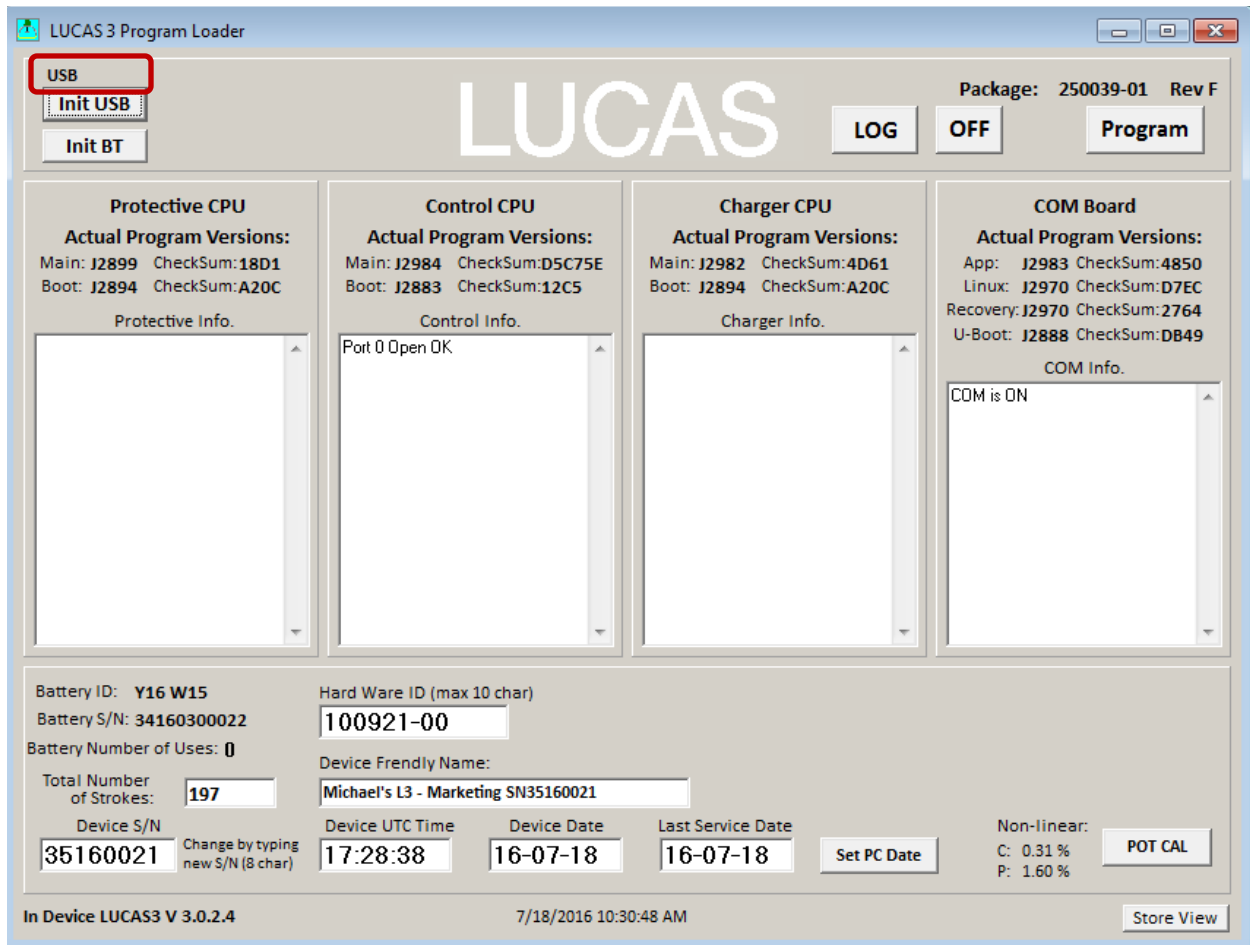 LUCAS 3 Program Loader
USB
Init USB
Init BT
LUCAS
LOG
Package: 250039-01 Rev F
OFF
Program
Protective CPU
Actual Program Versions:
Main: J2899 CheckSum:18D1
Boot: J2894 CheckSum:A20C
Protective Info.
Control CPU
Actual Program Versions:
Main: J2984 CheckSum:D5C75E
Boot: J2883 CheckSum:12C5
Control Info.
Port 0 Open OK
Charger CPU
Actual Program Versions:
Main: J2982 CheckSum:4D61
Boot: J2894 CheckSum:A20C
Charger Info.
COM Board
Actual Program Versions:
App: J2983 CheckSum:4850
Linux: J2970 CheckSum:D7EC
Recovery: J2970 CheckSum:2764
U-Boot: J2888 CheckSum:DB49
COM Info.
COM is ON
Battery ID: Y16 W15
Battery S/N: 34160300022
Battery Number of Uses: 0
Total Number
of Strokes: 197
Hard Ware ID (max 10 char)
100921-00
Device Frendly Name:
Michael's L3 - Marketing SN35160021
Device S/N
35160021
Change by typing
new S/N (8 char)
Device UTC Time
17:28:38
Device Date
16-07-18
Last Service Date
16-07-18
Set PC Date
Non-linear:
C: 0.31 %
P: 1.60 %
POT CAL
In Device LUCAS3 V 3.0.2.4
7/18/2016 10:30:48 AM
Store View